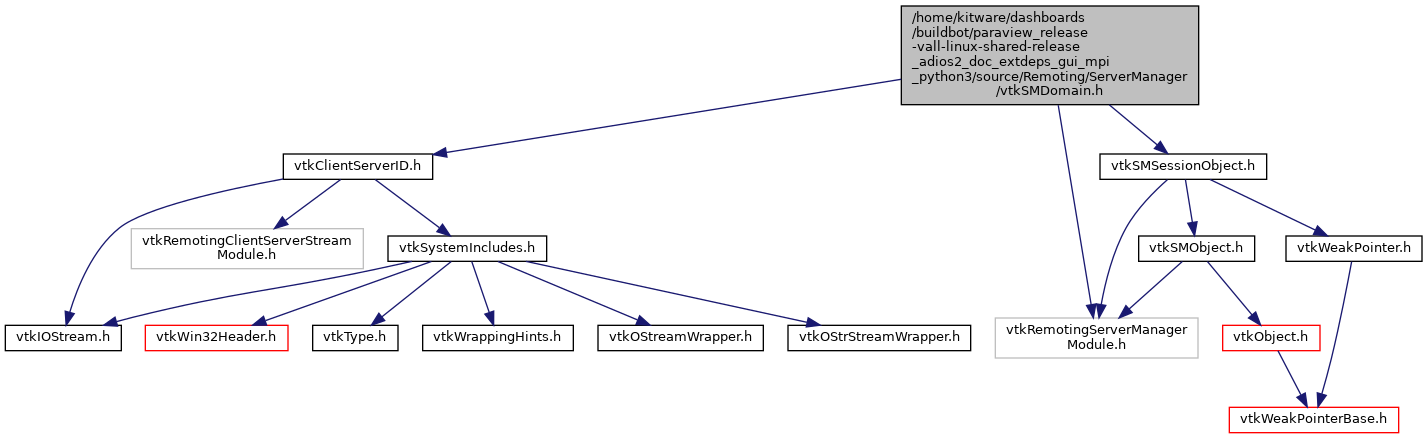 /home/kitware/dashboards
/buildbot/paraview_release
-vall-linux-shared-release
_adios2_doc_extdeps_gui_mpi
_python3/source/Remoting/ServerManager
/vtkSMDomain.h
vtkClientServerID.h
vtkSMSessionObject.h
vtkRemotingClientServerStream
Module.h
vtkSystemIncludes.h
vtkSMObject.h
vtkWeakPointer.h
vtkIOStream.h
vtkWin32Header.h
vtkType.h
vtkWrappingHints.h
vtkOStreamWrapper.h
vtkOStrStreamWrapper.h
vtkRemotingServerManager
Module.h
vtkObject.h
vtkWeakPointerBase.h